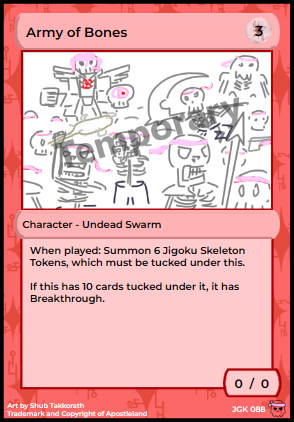 Army of Bones
3
Temporary
Character - Undead Swarm
When played: Summon 6 Jigoku Skeleton
Tokens, which must be tucked under this.
If this has 10 cards tucked under it, it has
Breakthrough.
0 / 0
Art by Shub Takkorath
Trademark and Copyright of Apostleland
JGK 088